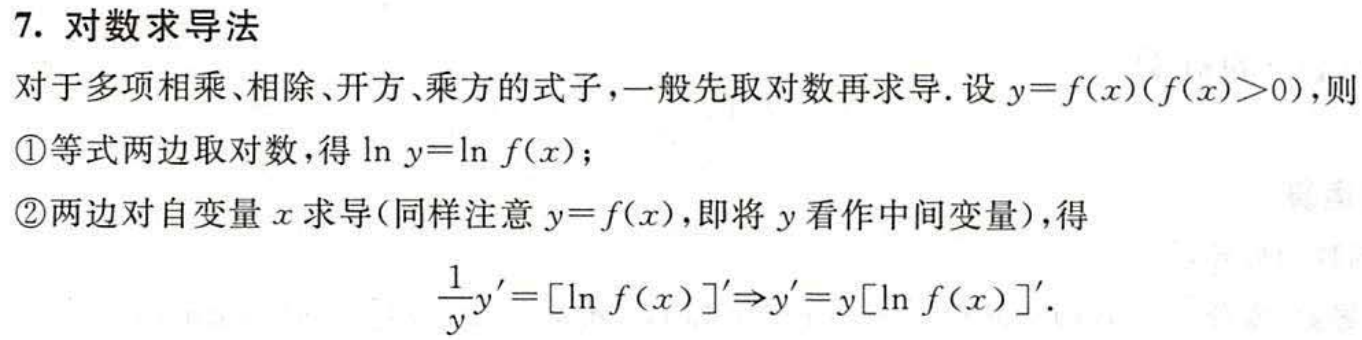 7. 对数求导法
对于多项相乘、相除、开方、乘方的式子,一般先取对数再求导.设 y=f(x)(f(x)>0),则
①等式两边取对数,得 ln y=ln f(x);
②两边对自变量 x 求导(同样注意 y=f(x),即将 y 看作中间变量),得
1/y y′=[ln f(x)]′⇒y′=y[ln f(x)]′.